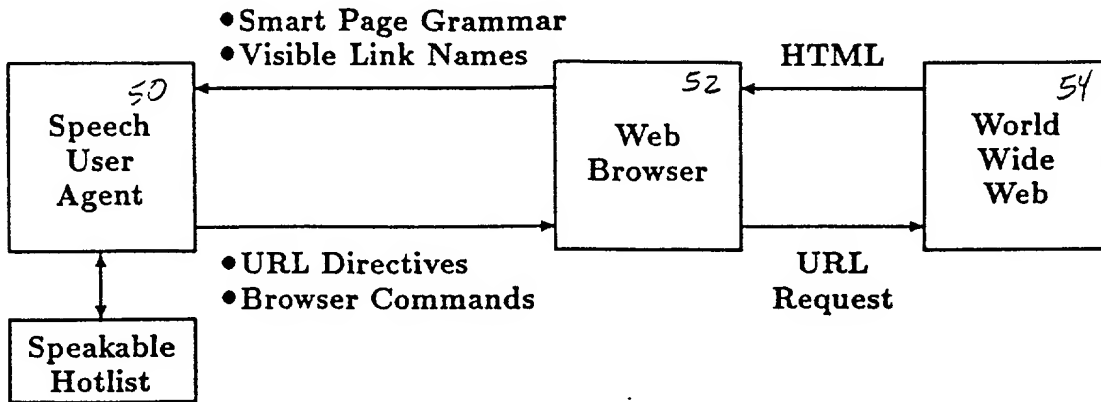 ●Smart Page Grammar
●Visible Link Names
HTML
50
Speech
User
Agent
52
Web
Browser
54
World
Wide
Web
●URL Directives
●Browser Commands
URL
Request
Speakable
Hotlist